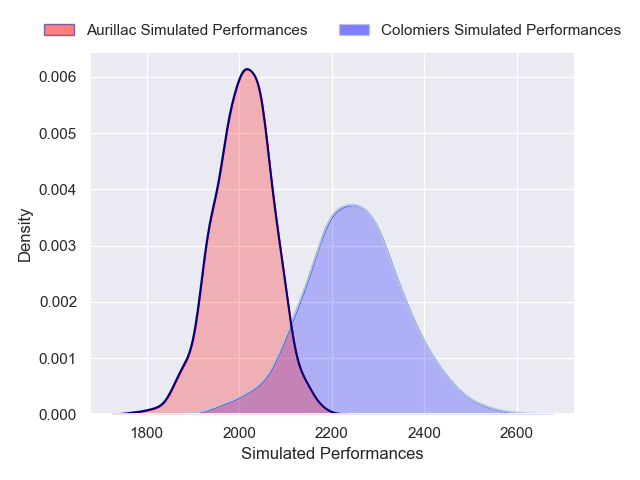 Aurillac Simulated Performances Colomiers Simulated Performances
0.006
0.005
0.004
0.003
0.002
0.001
0.000
Density
1800 2000 2200 2400 2600
Simulated Performances